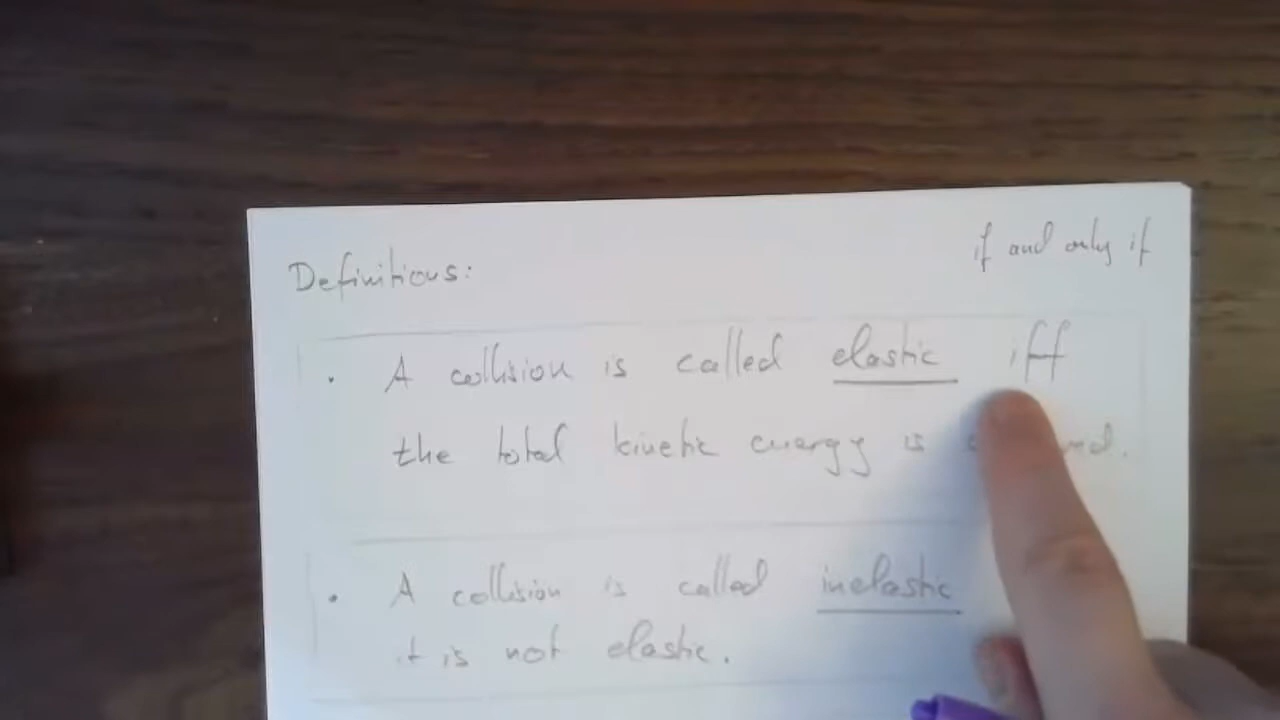 if and only if
Definitions:
. A collision is called elastic iff
the total kinetic energy is
. A collision is called inelastic
it is not elastic.